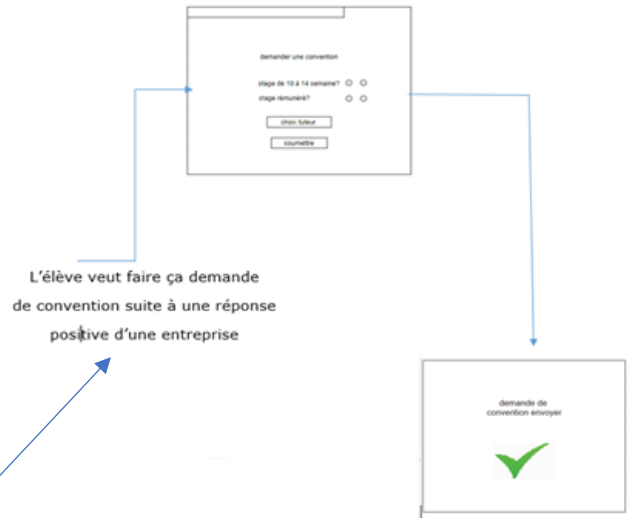 demander une convention
stage de 10 à 14 semaine?
stage rémunéré?
choix tuteur
soumettre
L'élève veut faire ça demande
de convention suite à une réponse
positive d'une entreprise
demande de
convention envoyer